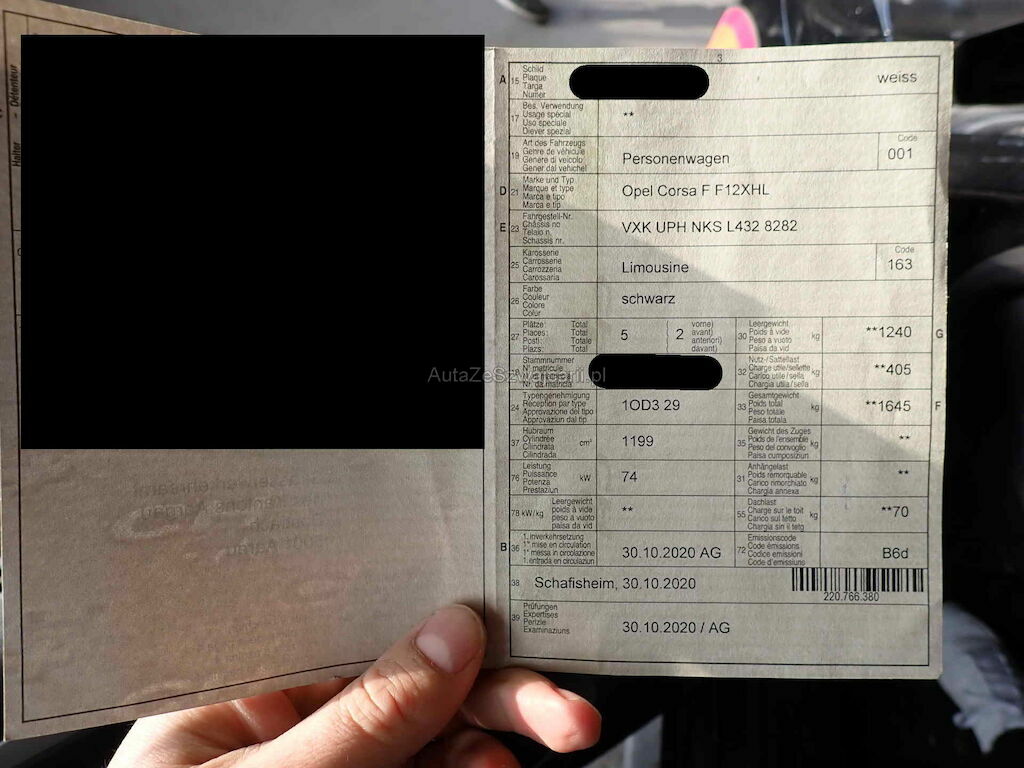 Halter - Détenteur
3
A 15 Schild
Plaque
Targa
Numer
weiss
17 Bes. Verwendung
Usage spécial
Uso speciale
Diever spezial
**
19 Art des Fahrzeugs
Genre de véhicule
Genere di veicolo
Gener dal vehichel
Personenwagen
Code
001
D 21 Marke und Typ
Marque et type
Marca e tipo
Marca e tip
Opel Corsa F F12XHL
E 23 Fahrgestell-Nr.
Châssis no
Telaio n.
Schassis nr.
VXK UPH NKS L432 8282
25 Karosserie
Carrosserie
Carrozzeria
Carossaria
Limousine
Code
163
26 Farbe
Couleur
Colore
Colur
schwarz
27 Plätze: Total
Places: Total
Posti: Totale
Plazs: Total
5
2
vorne)
avant)
anteriori)
davant)
30 Leergewicht
Poids à vide
Peso a vuoto
Paisa da vid
kg
**1240
G
Stammnummer
N° matricule
Nr. da matricla
32 Nutz-/Sattellast
Charge utile/sellette
Carico utile/sella
Chargia utila/sella
kg
**405
24 Typengenehmigung
Réception par type
Approvazione del tipo
Approvaziun dal tip
1OD3 29
33 Gesamtgewicht
Poids total
Peso totale
Paisa totala
kg
**1645
F
37 Hubraum
Cylindrée
Cilindrata
Cilindrada
cm³
1199
35 Gewicht des Zuges
Poids de l'ensemble
Peso del convoglio
Paisa cumposiziun
kg
**
76 Leistung
Puissance
Potenza
Prestaziun
kW
74
31 Anhängelast
Poids remorquable
Carico rimorchiato
Chargia annexa
kg
**
78 kW/kg
Leergewicht
poids à vide
peso a vuoto
paisa da vid
**
55 Dachlast
Charge sur le toit
Carico sul tetto
Chargia sin il tetg
kg
**70
B 36 1. Inverkehrsetzung
1re mise en circulation
1a messa in circolazione
1. entrada en circulaziun
30.10.2020 AG
72 Emissionscode
Code émissions
Codice emissioni
Code d'emissiuns
B6d
38 Schafisheim, 30.10.2020
220.766.380
39 Prüfungen
Expertises
Perizie
Examinaziuns
30.10.2020 / AG
AutaZeSzwajcarii.pl